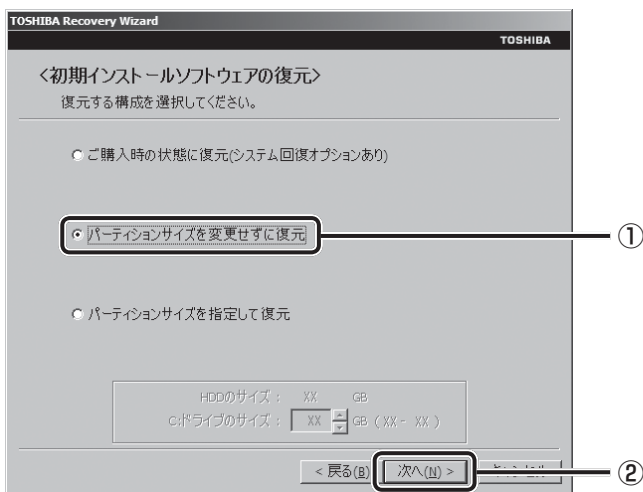 TOSHIBA Recovery Wizard
TOSHIBA
<初期インストールソフトウェアの復元>
復元する構成を選択してください。
ご購入時の状態に復元(システム回復オプションあり)
パーティションサイズを変更せずに復元
①
パーティションサイズを指定して復元
HDDのサイズ： XX GB
C:ドライブのサイズ： XX GB ( XX - XX )
< 戻る(B) 次へ(N) >
②